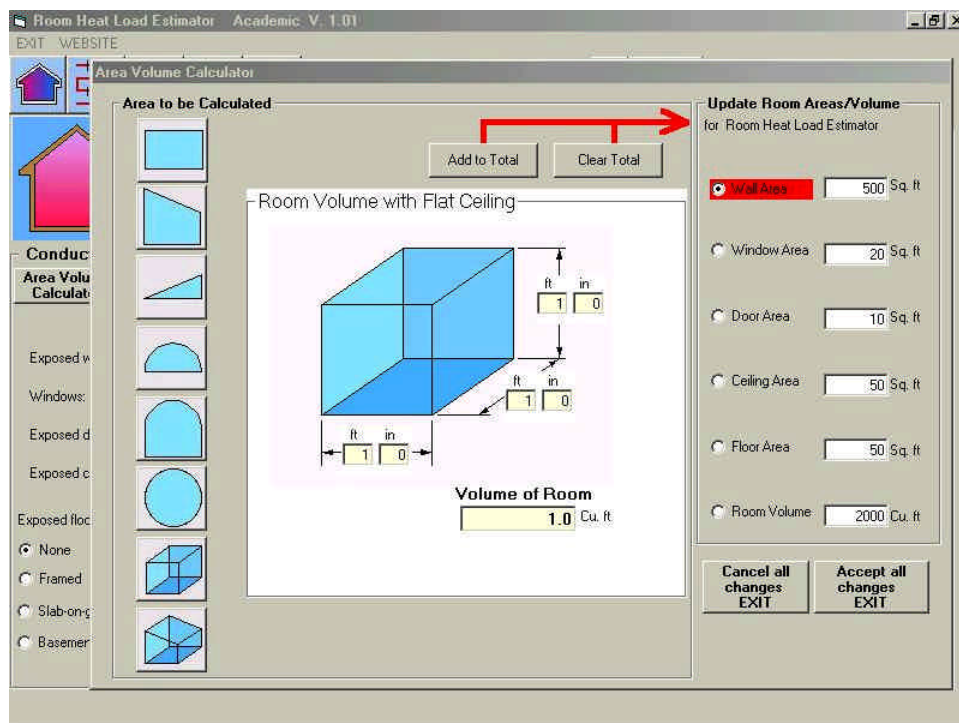 Room Heat Load Estimator Academic V. 1.01
EXIT WEBSITE
Area Volume Calculator
Area to be Calculated
Add to Total
Clear Total
Room Volume with Flat Ceiling
ft in
1 0
ft in
1 0
ft in
1 0
Volume of Room
1.0 Cu. ft
Update Room Areas/Volume
for Room Heat Load Estimator
Wall Area 500 Sq. ft
Window Area 20 Sq. ft
Door Area 10 Sq. ft
Ceiling Area 50 Sq. ft
Floor Area 50 Sq. ft
Room Volume 2000 Cu. ft
Cancel all
changes
EXIT
Accept all
changes
EXIT
Conduc
Area Volu
Calculat
Exposed w
Windows:
Exposed d
Exposed c
Exposed floo
None
Framed
Slab-on-g
Basemer